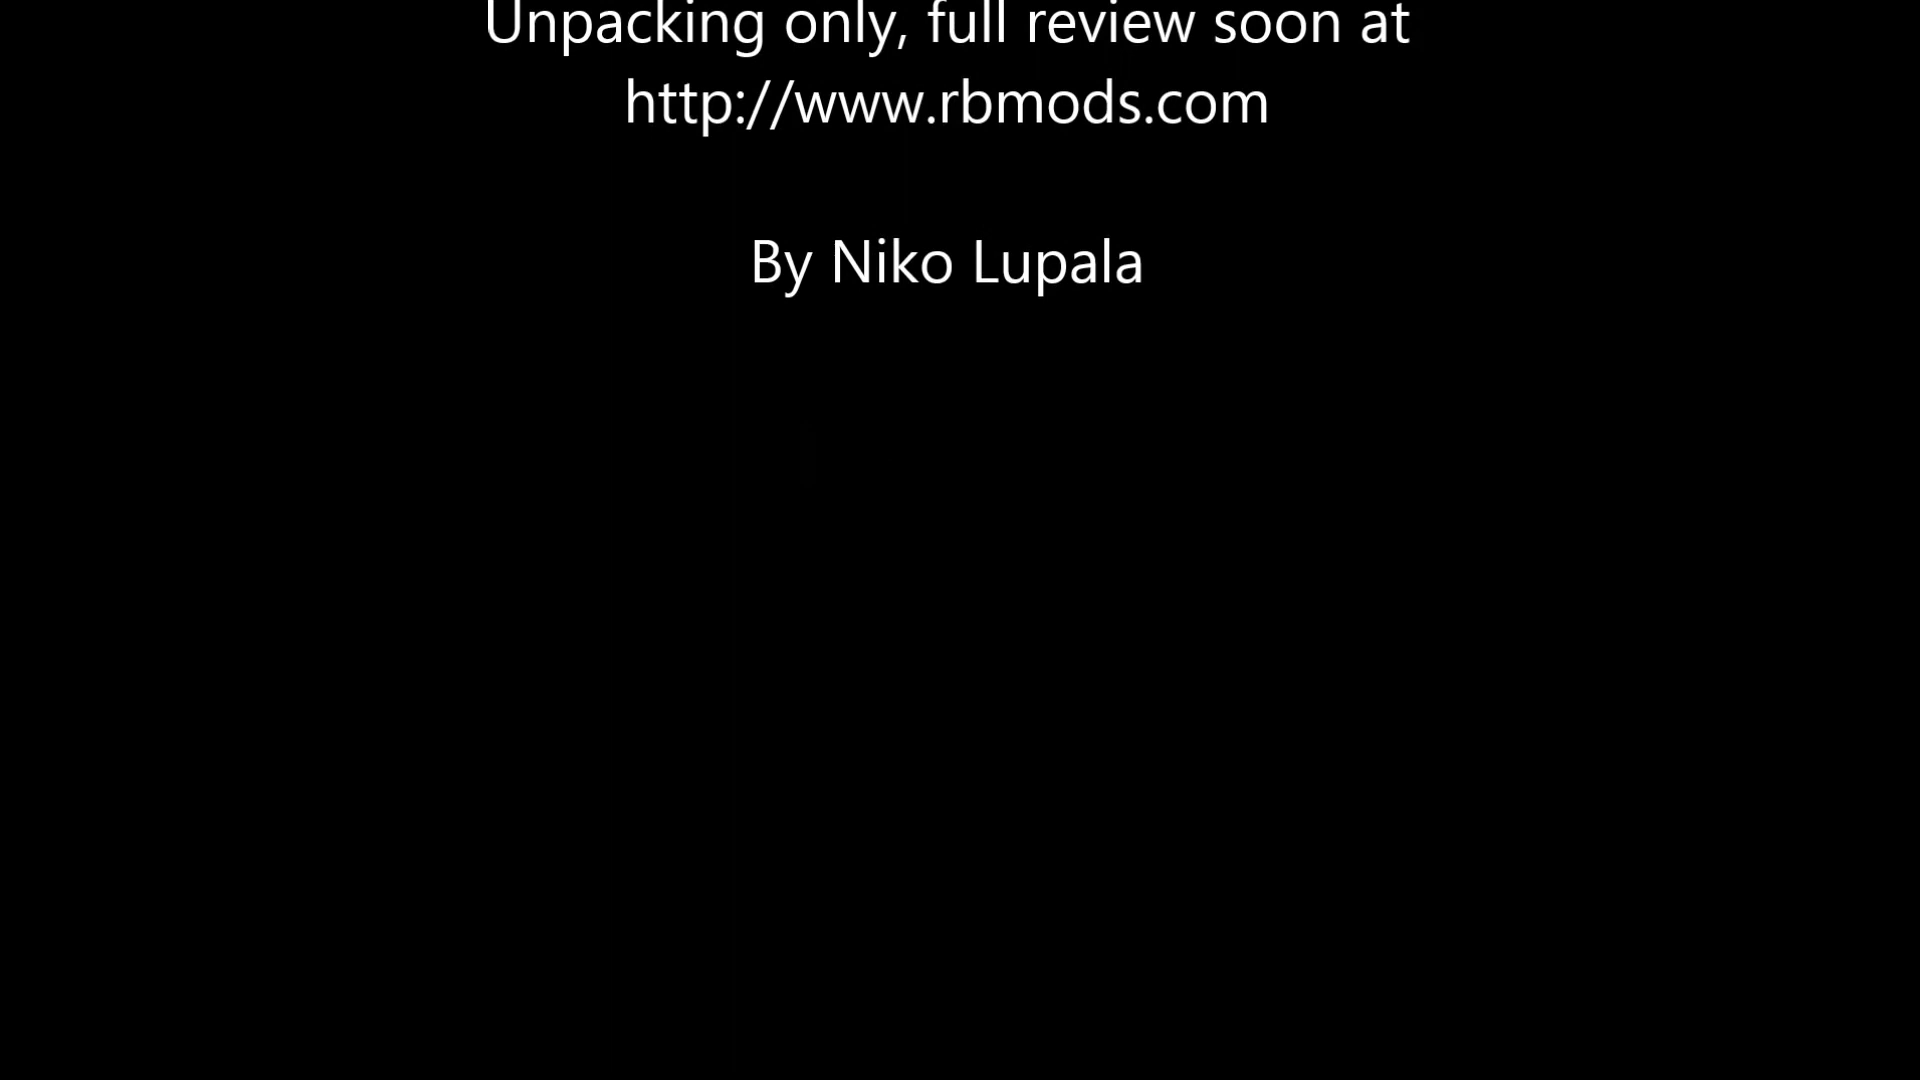 Unpacking only, full review soon at
http://www.rbmods.com
By Niko Lupala